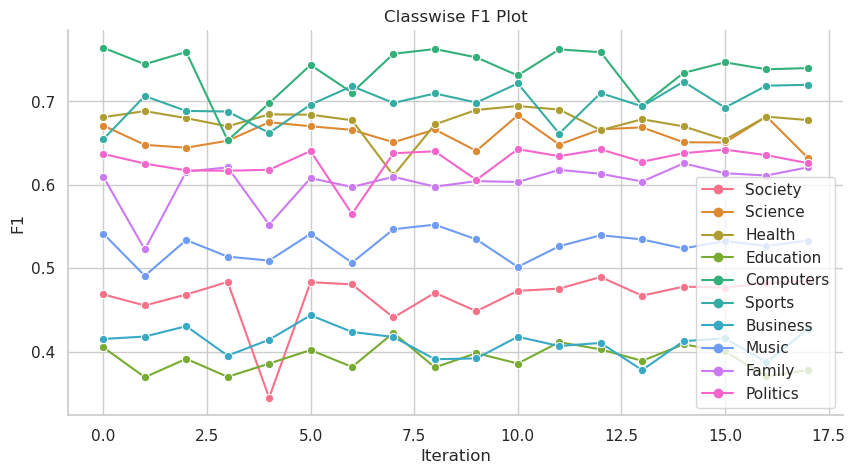 Classwise F1 Plot
F1
0.7
0.6
0.5
0.4
Society
Science
Health
Education
Computers
Sports
Business
Music
Family
Politics
0.0 2.5 5.0 7.5 10.0 12.5 15.0 17.5
Iteration